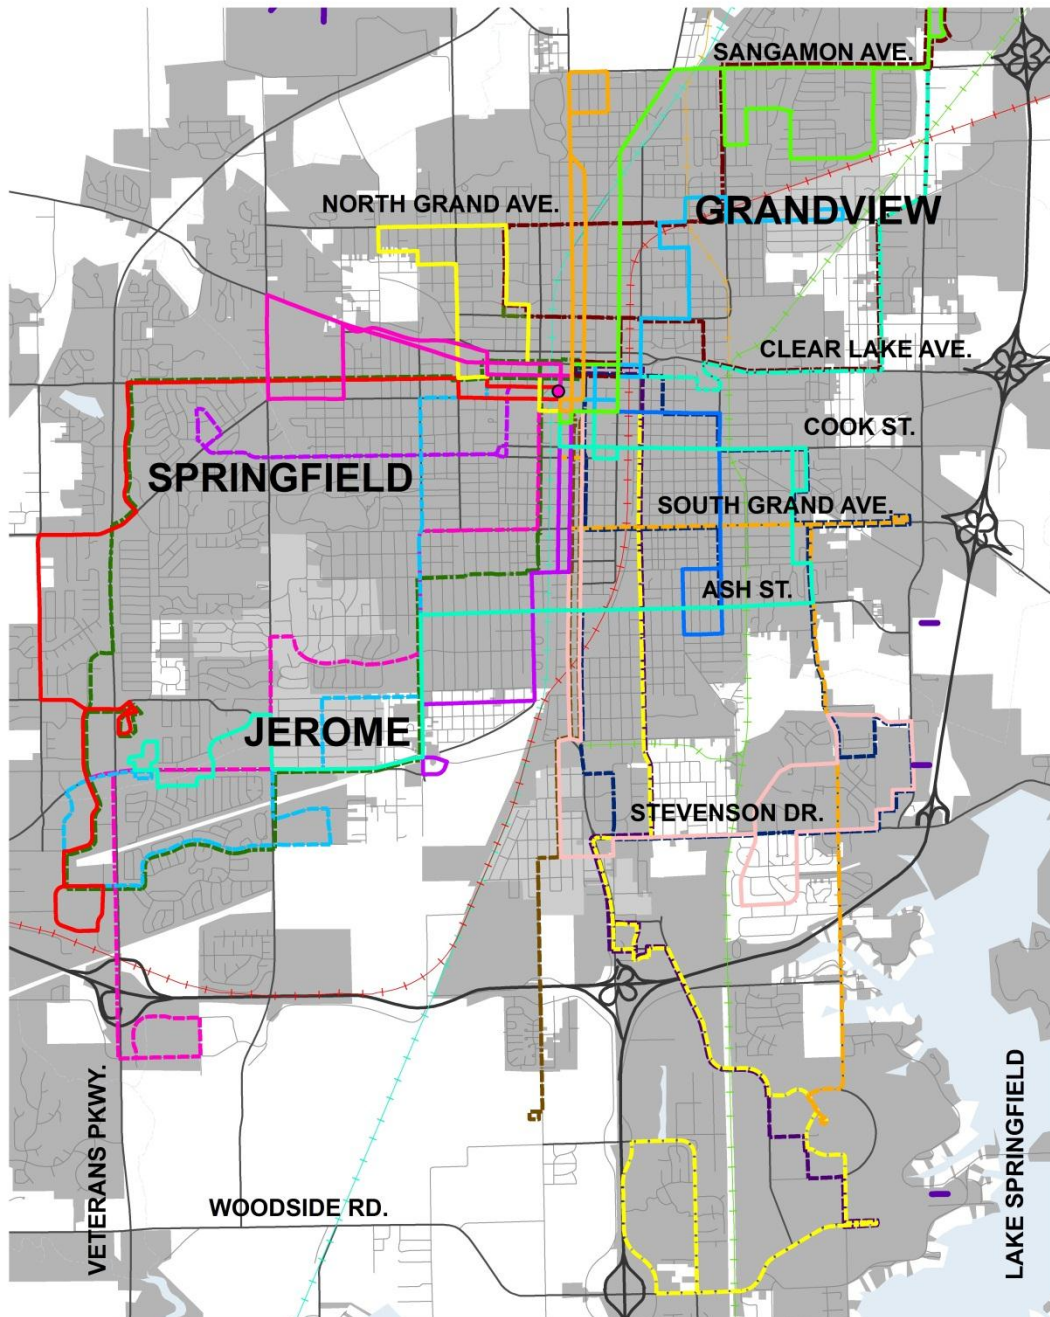 SANGAMON AVE.
NORTH GRAND AVE.
GRANDVIEW
CLEAR LAKE AVE.
COOK ST.
SPRINGFIELD
SOUTH GRAND AVE.
ASH ST.
JEROME
STEVENSON DR.
VETERANS PKWY.
LAKE SPRINGFIELD
WOODSIDE RD.